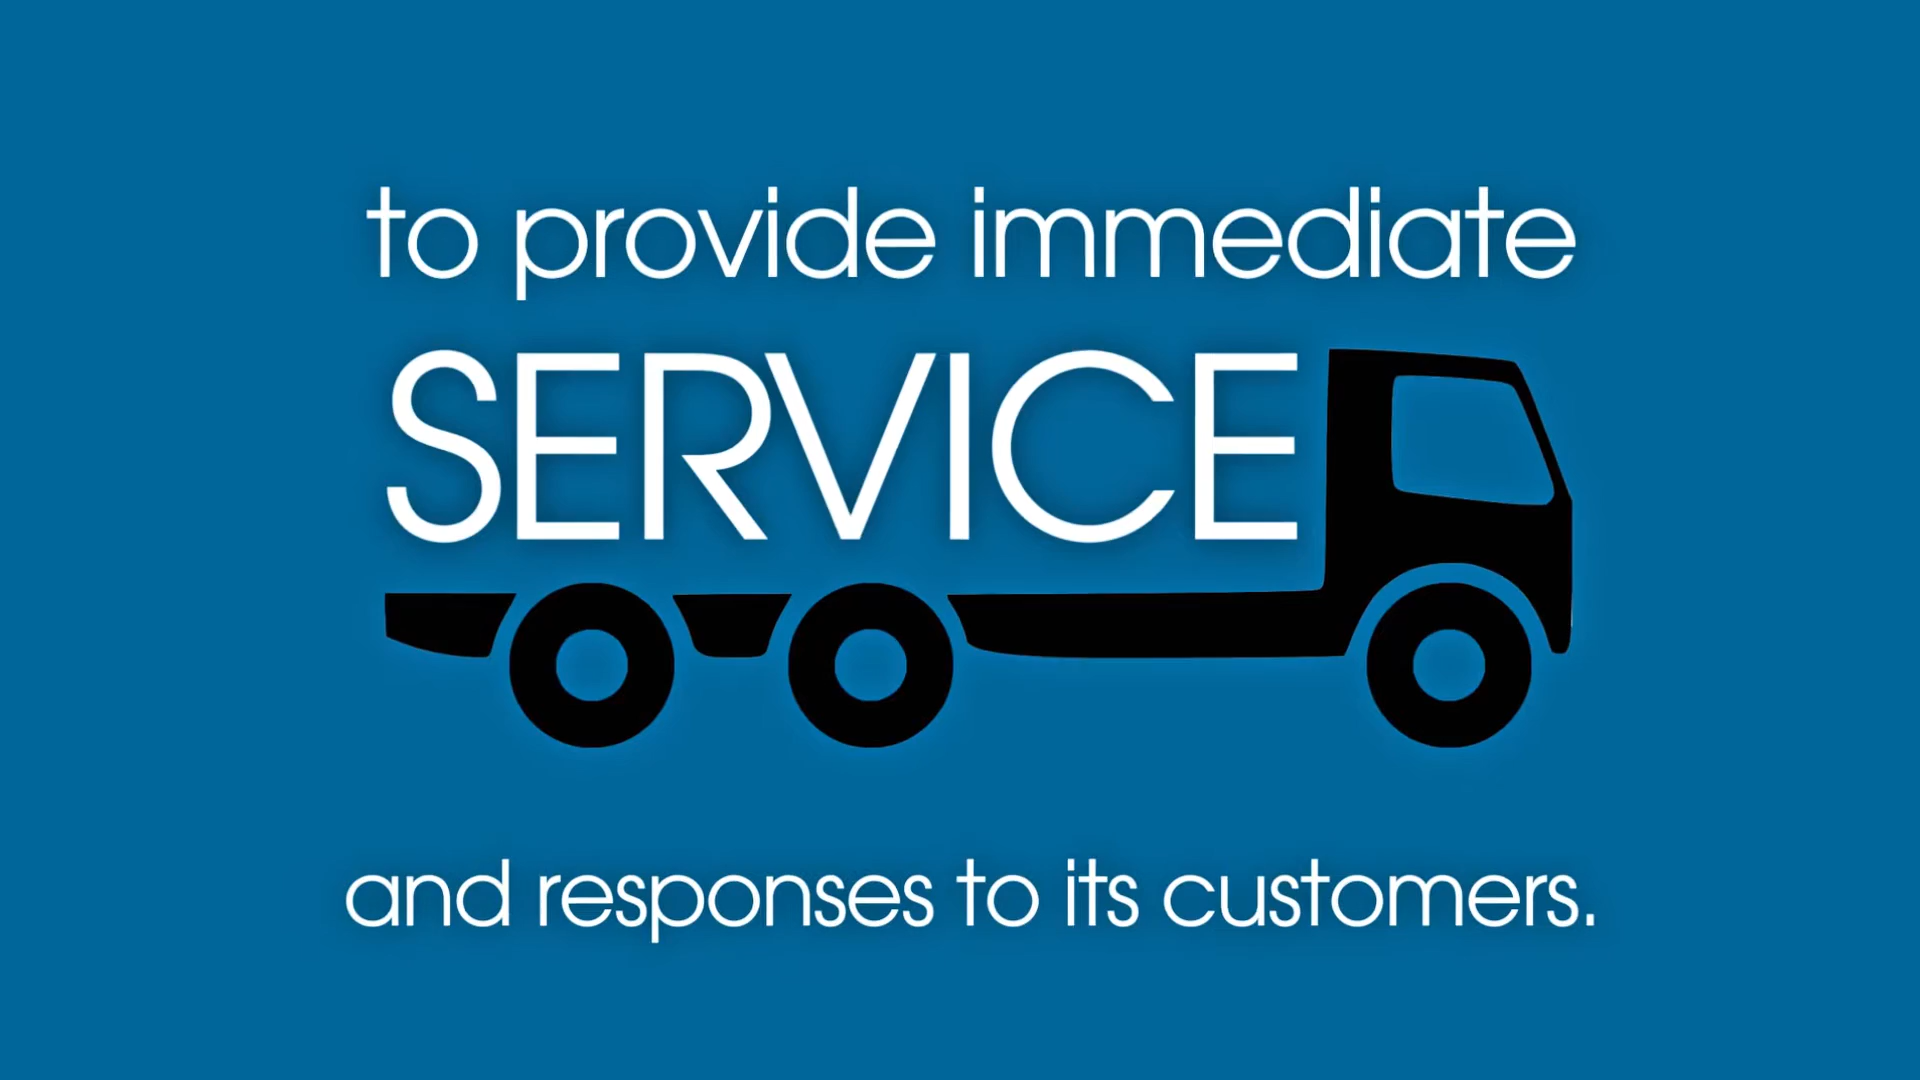 to provide immediate
SERVICE
and responses to its customers.